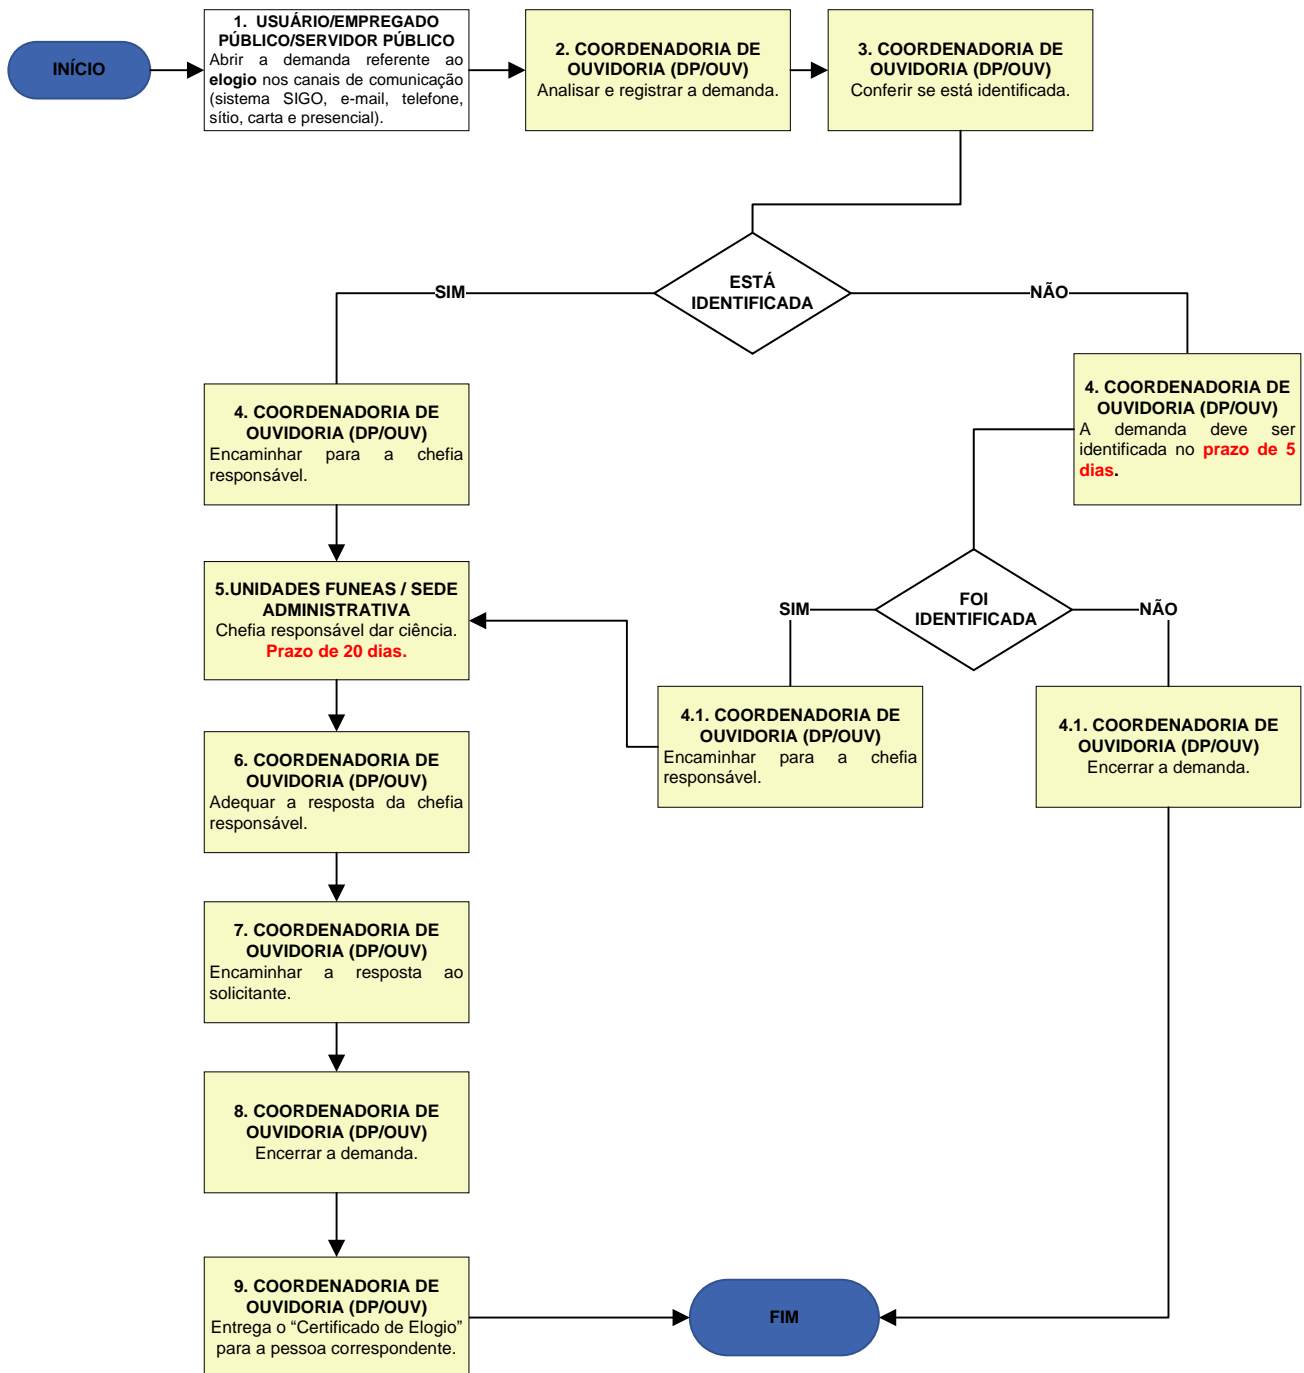 INÍCIO
1. USUÁRIO/EMPREGADO
PÚBLICO/SERVIDOR PÚBLICO
Abrir a demanda referente ao
elogio nos canais de comunicação
(sistema SIGO, e-mail, telefone,
sítio, carta e presencial).
2. COORDENADORIA DE
OUVIDORIA (DP/OUV)
Analisar e registrar a demanda.
3. COORDENADORIA DE
OUVIDORIA (DP/OUV)
Conferir se está identificada.
ESTÁ
IDENTIFICADA
SIM
NÃO
4. COORDENADORIA DE
OUVIDORIA (DP/OUV)
Encaminhar para a chefia
responsável.
4. COORDENADORIA DE
OUVIDORIA (DP/OUV)
A demanda deve ser
identificada no prazo de 5
dias.
5.UNIDADES FUNEAS / SEDE
ADMINISTRATIVA
Chefia responsável dar ciência.
Prazo de 20 dias.
FOI
IDENTIFICADA
SIM
NÃO
4.1. COORDENADORIA DE
OUVIDORIA (DP/OUV)
Encaminhar para a chefia
responsável.
4.1. COORDENADORIA DE
OUVIDORIA (DP/OUV)
Encerrar a demanda.
6. COORDENADORIA DE
OUVIDORIA (DP/OUV)
Adequar a resposta da chefia
responsável.
7. COORDENADORIA DE
OUVIDORIA (DP/OUV)
Encaminhar a resposta ao
solicitante.
8. COORDENADORIA DE
OUVIDORIA (DP/OUV)
Encerrar a demanda.
9. COORDENADORIA DE
OUVIDORIA (DP/OUV)
Entrega o “Certificado de Elogio”
para a pessoa correspondente.
FIM